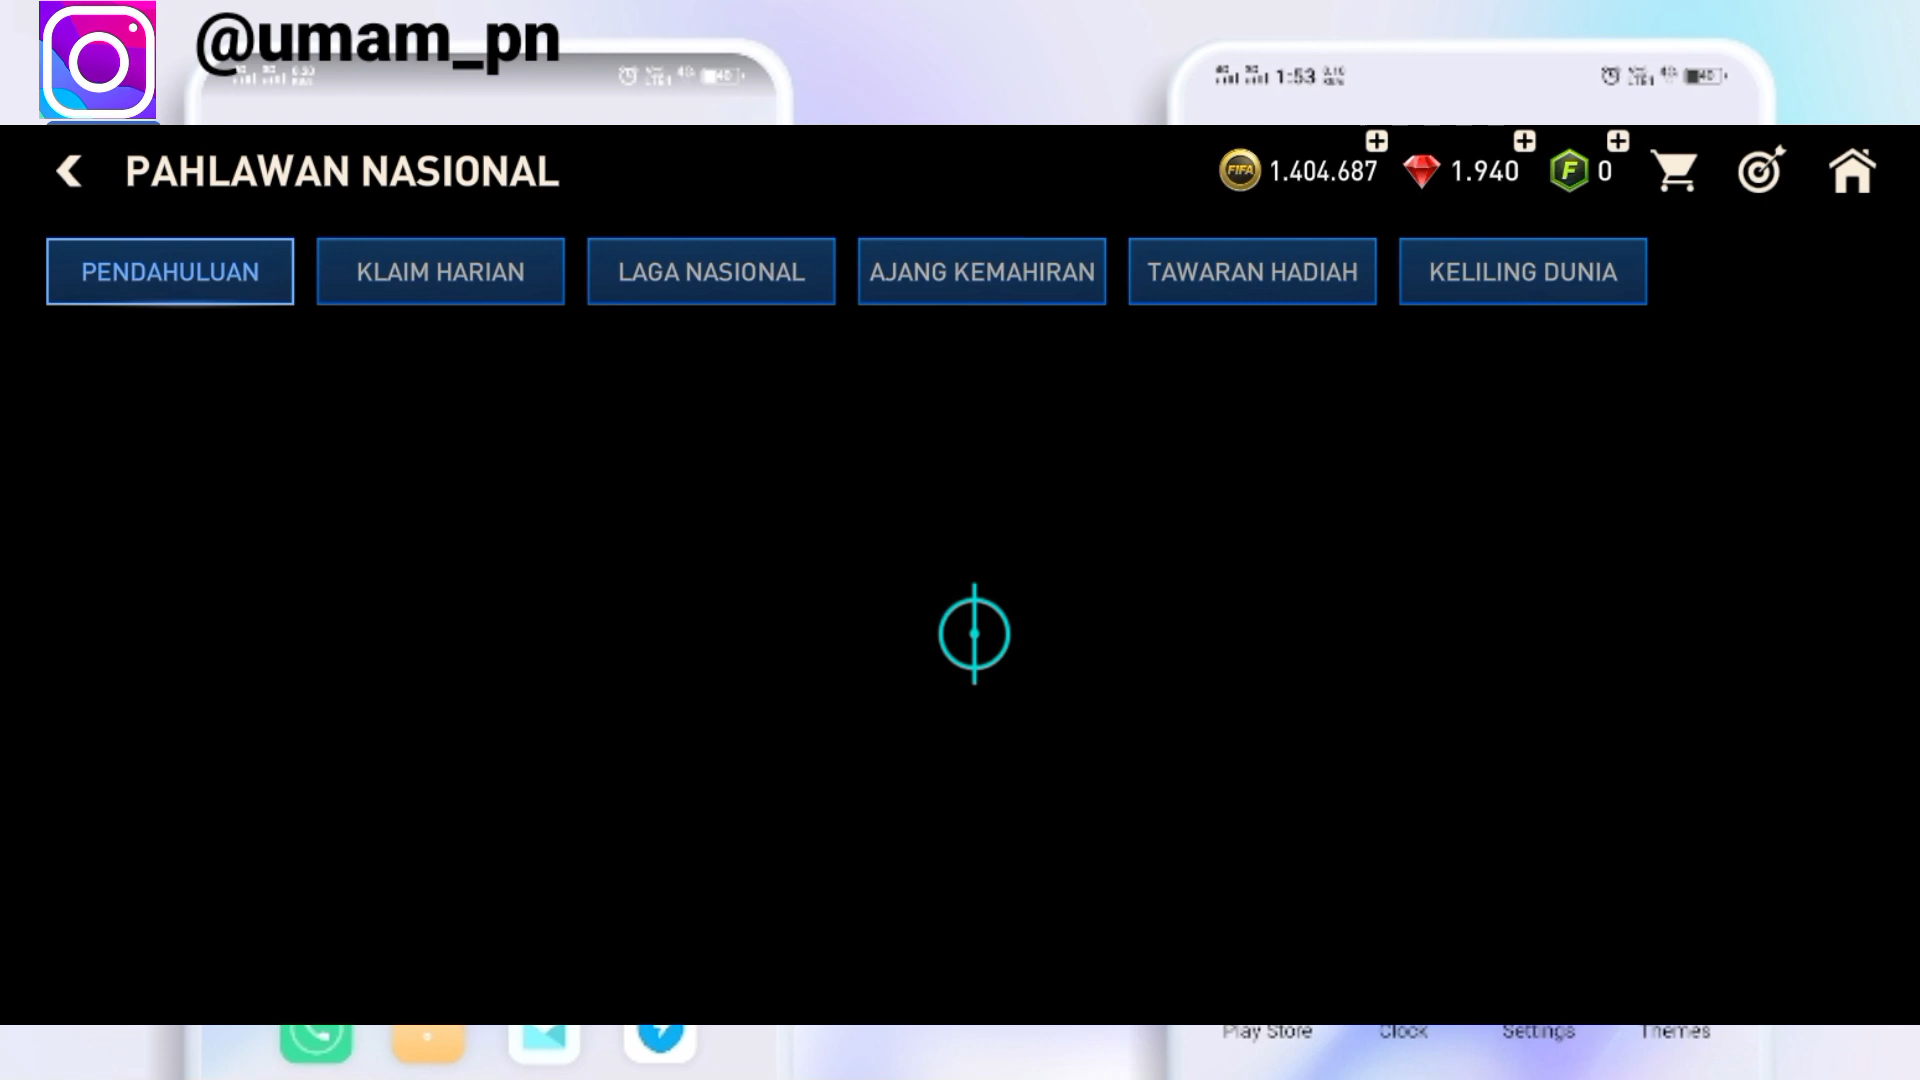 @umam_pn
1:53
PAHLAWAN NASIONAL
FIFA 1.404.687 1.940 F 0
PENDAHULUAN KLAIM HARIAN LAGA NASIONAL AJANG KEMAHIRAN TAWARAN HADIAH KELILING DUNIA
Play Store Clock Settings Themes